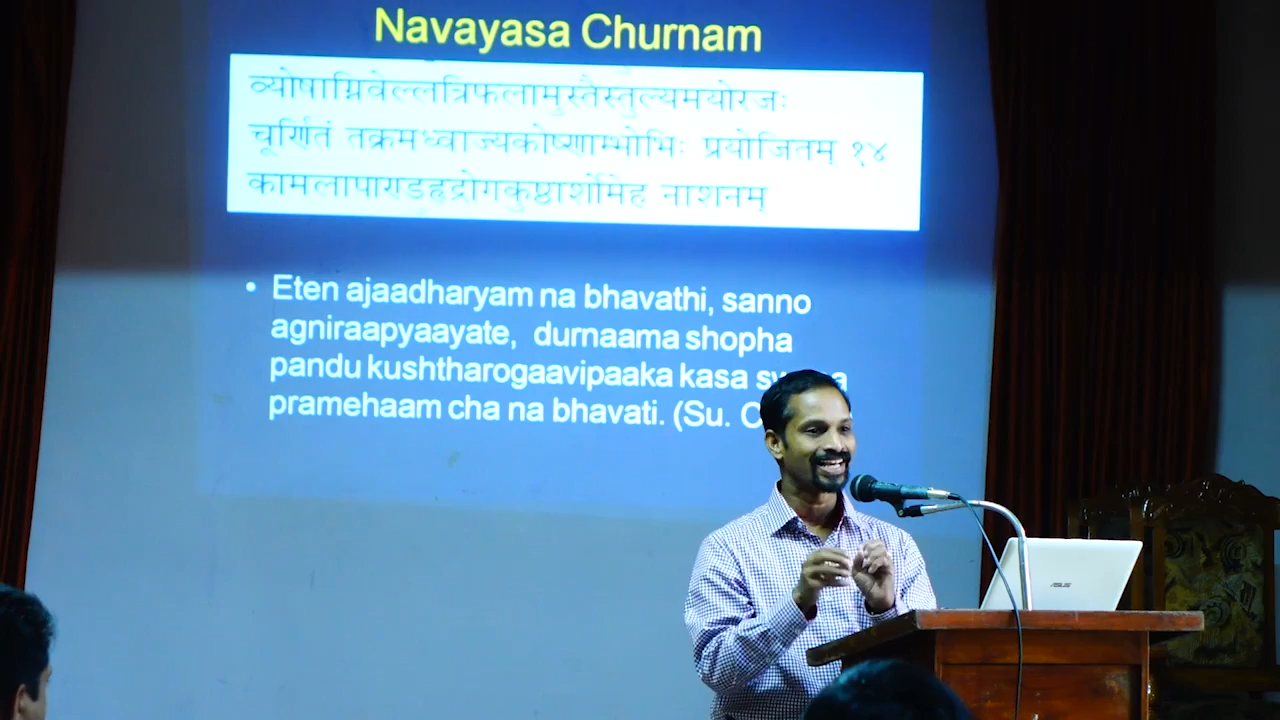 Navayasa Churnam
व्योषाग्निवेल्लत्रिफलामुस्तैस्तुल्यमयोरजः
चूर्णितं तक्रमध्वाज्यकोष्णाम्भोभिः प्रयोजितम् १४
कामलापाण्डुहृद्रोगकुष्ठार्शोमेह नाशनम्
• Eten ajaadharyam na bhavathi, sanno
agniraapyaayate, durnaama shopha
pandu kushtharogaavipaaka kasa
pramehaam cha na bhavati. (Su.
ASUS